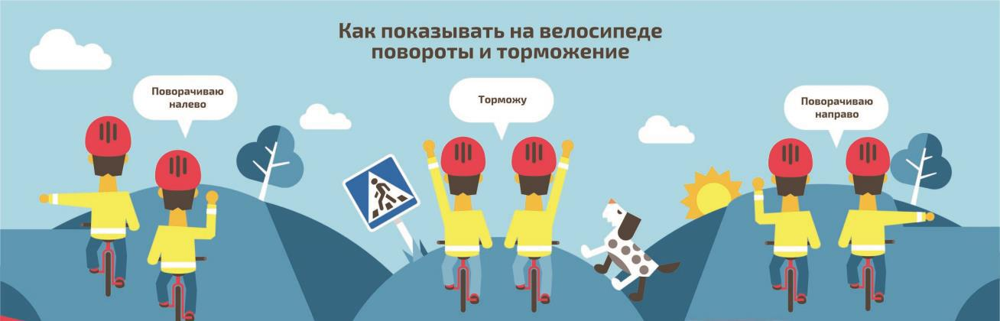 Как показывать на велосипеде
повороты и торможение
Поворачиваю
налево
Торможу
Поворачиваю
направо